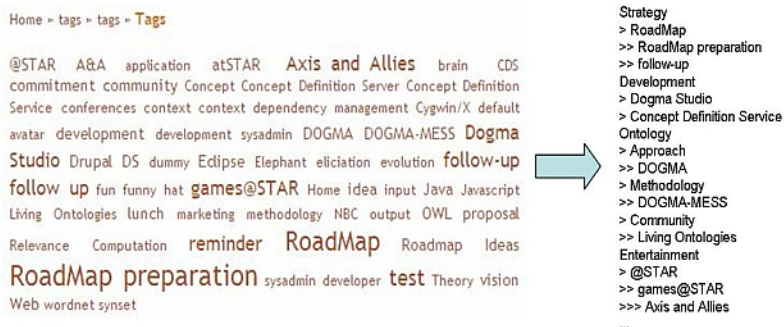 Home » tags » tags » Tags
@STAR A&A application atSTAR Axis and Allies brain CDS
commitment community Concept Concept Definition Server Concept Definition
Service conferences context context dependency management Cygwin/X default
avatar development development sysadmin DOGMA DOGMA-MESS Dogma
Studio Drupal DS dummy Eclipse Elephant eliciation evolution follow-up
follow up fun funny hat games@STAR Home idea input Java Javascript
Living Ontologies lunch marketing methodology NBC output OWL proposal
Relevance Computation reminder RoadMap Roadmap Ideas
RoadMap preparation sysadmin developer test Theory vision
Web wordnet synset
Strategy
> RoadMap
>> RoadMap preparation
>> follow-up
Development
> Dogma Studio
> Concept Definition Service
Ontology
> Approach
>> DOGMA
> Methodology
>> DOGMA-MESS
> Community
>> Living Ontologies
Entertainment
> @STAR
>> games@STAR
>>> Axis and Allies
...